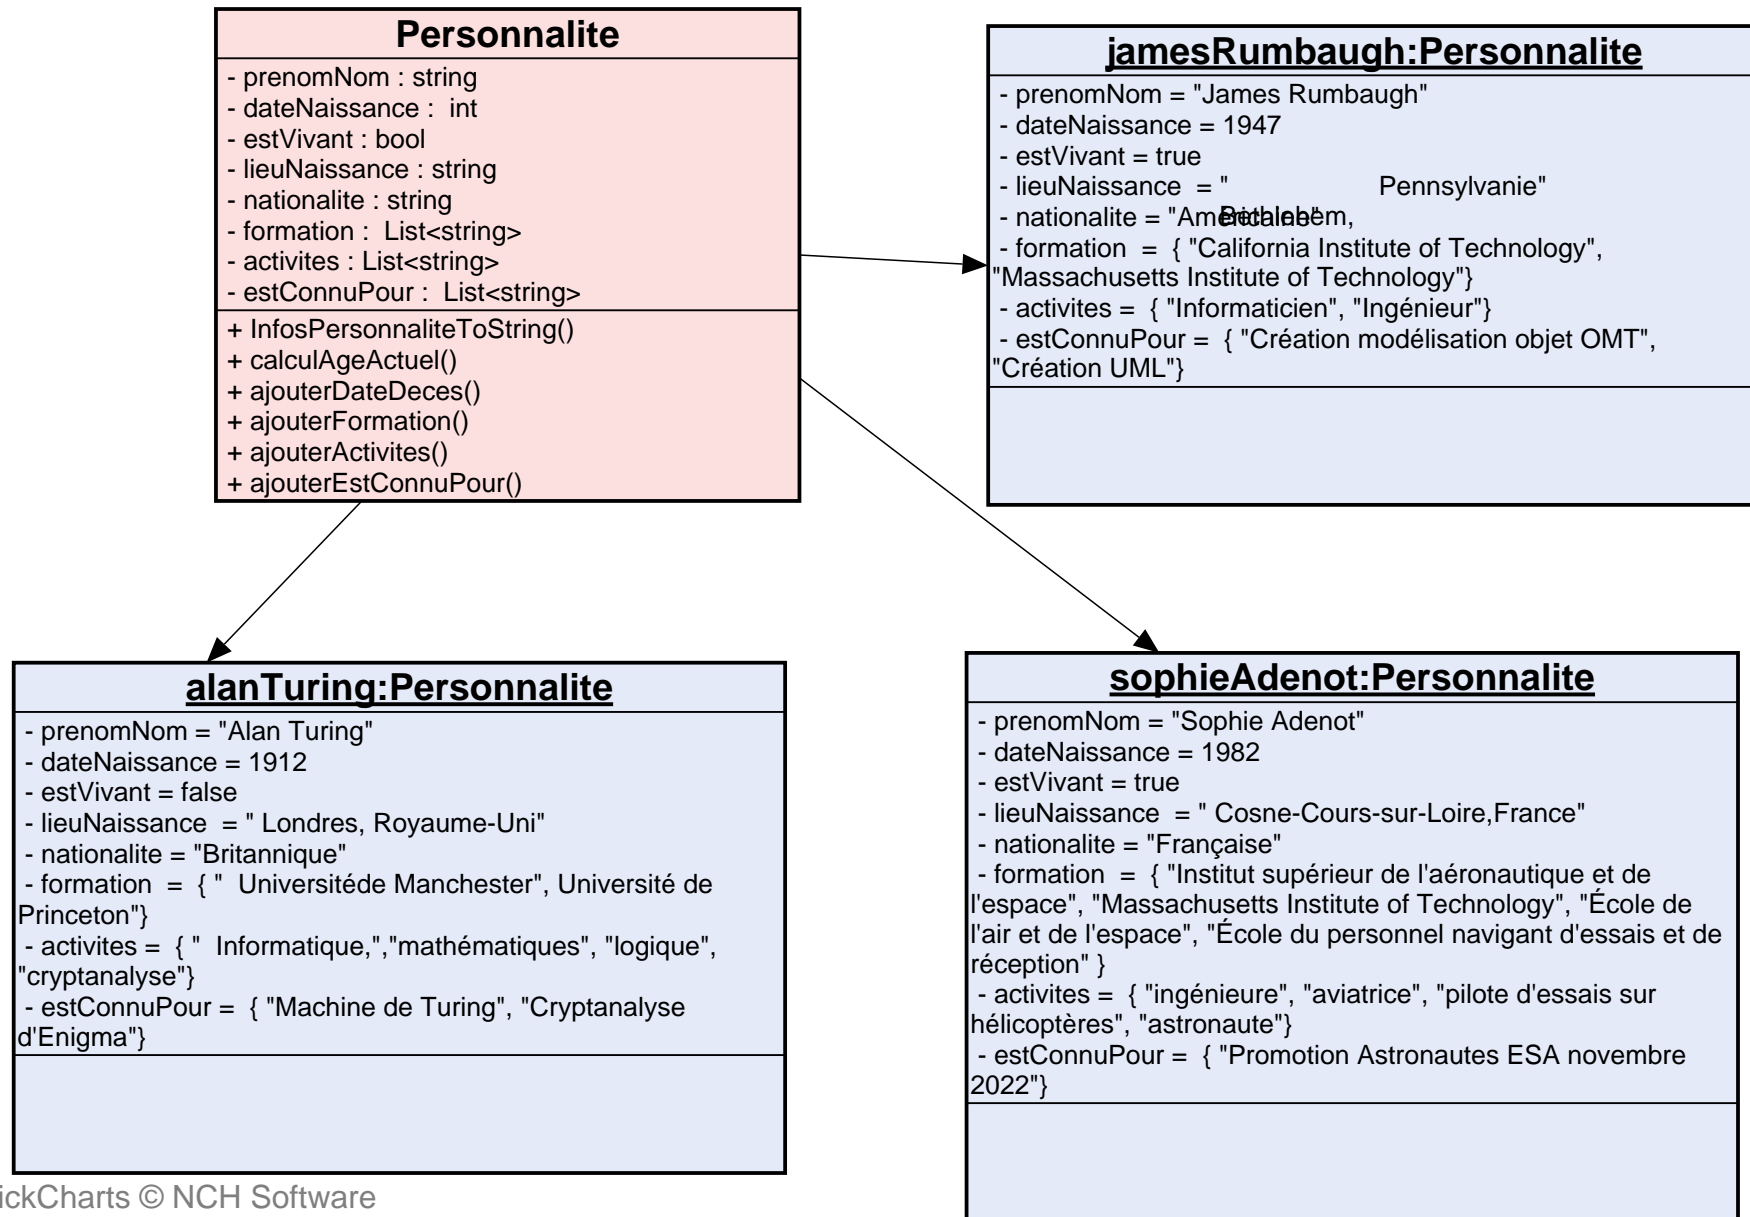 Personnalite
- prenomNom : string
- dateNaissance : int
- estVivant : bool
- lieuNaissance : string
- nationalite : string
- formation : List<string>
- activites : List<string>
- estConnuPour : List<string>
+ InfosPersonnaliteToString()
+ calculAgeActuel()
+ ajouterDateDeces()
+ ajouterFormation()
+ ajouterActivites()
+ ajouterEstConnuPour()
jamesRumbaugh:Personnalite
- prenomNom = "James Rumbaugh"
- dateNaissance = 1947
- estVivant = true
- lieuNaissance = " Pennsylvanie"
- nationalite = "Américaine"
Bethlehem,
- formation = { "California Institute of Technology",
"Massachusetts Institute of Technology"}
- activites = { "Informaticien", "Ingénieur"}
- estConnuPour = { "Création modélisation objet OMT",
"Création UML"}
alanTuring:Personnalite
- prenomNom = "Alan Turing"
- dateNaissance = 1912
- estVivant = false
- lieuNaissance = " Londres, Royaume-Uni"
- nationalite = "Britannique"
- formation = { " Universitéde Manchester", Université de
Princeton"}
- activites = { " Informatique,","mathématiques", "logique",
"cryptanalyse"}
- estConnuPour = { "Machine de Turing", "Cryptanalyse
d'Enigma"}
sophieAdenot:Personnalite
- prenomNom = "Sophie Adenot"
- dateNaissance = 1982
- estVivant = true
- lieuNaissance = " Cosne-Cours-sur-Loire,France"
- nationalite = "Française"
- formation = { "Institut supérieur de l'aéronautique et de
l'espace", "Massachusetts Institute of Technology", "École de
l'air et de l'espace", "École du personnel navigant d'essais et de
réception" }
- activites = { "ingénieure", "aviatrice", "pilote d'essais sur
hélicoptères", "astronaute"}
- estConnuPour = { "Promotion Astronautes ESA novembre
2022"}
ickCharts © NCH Software